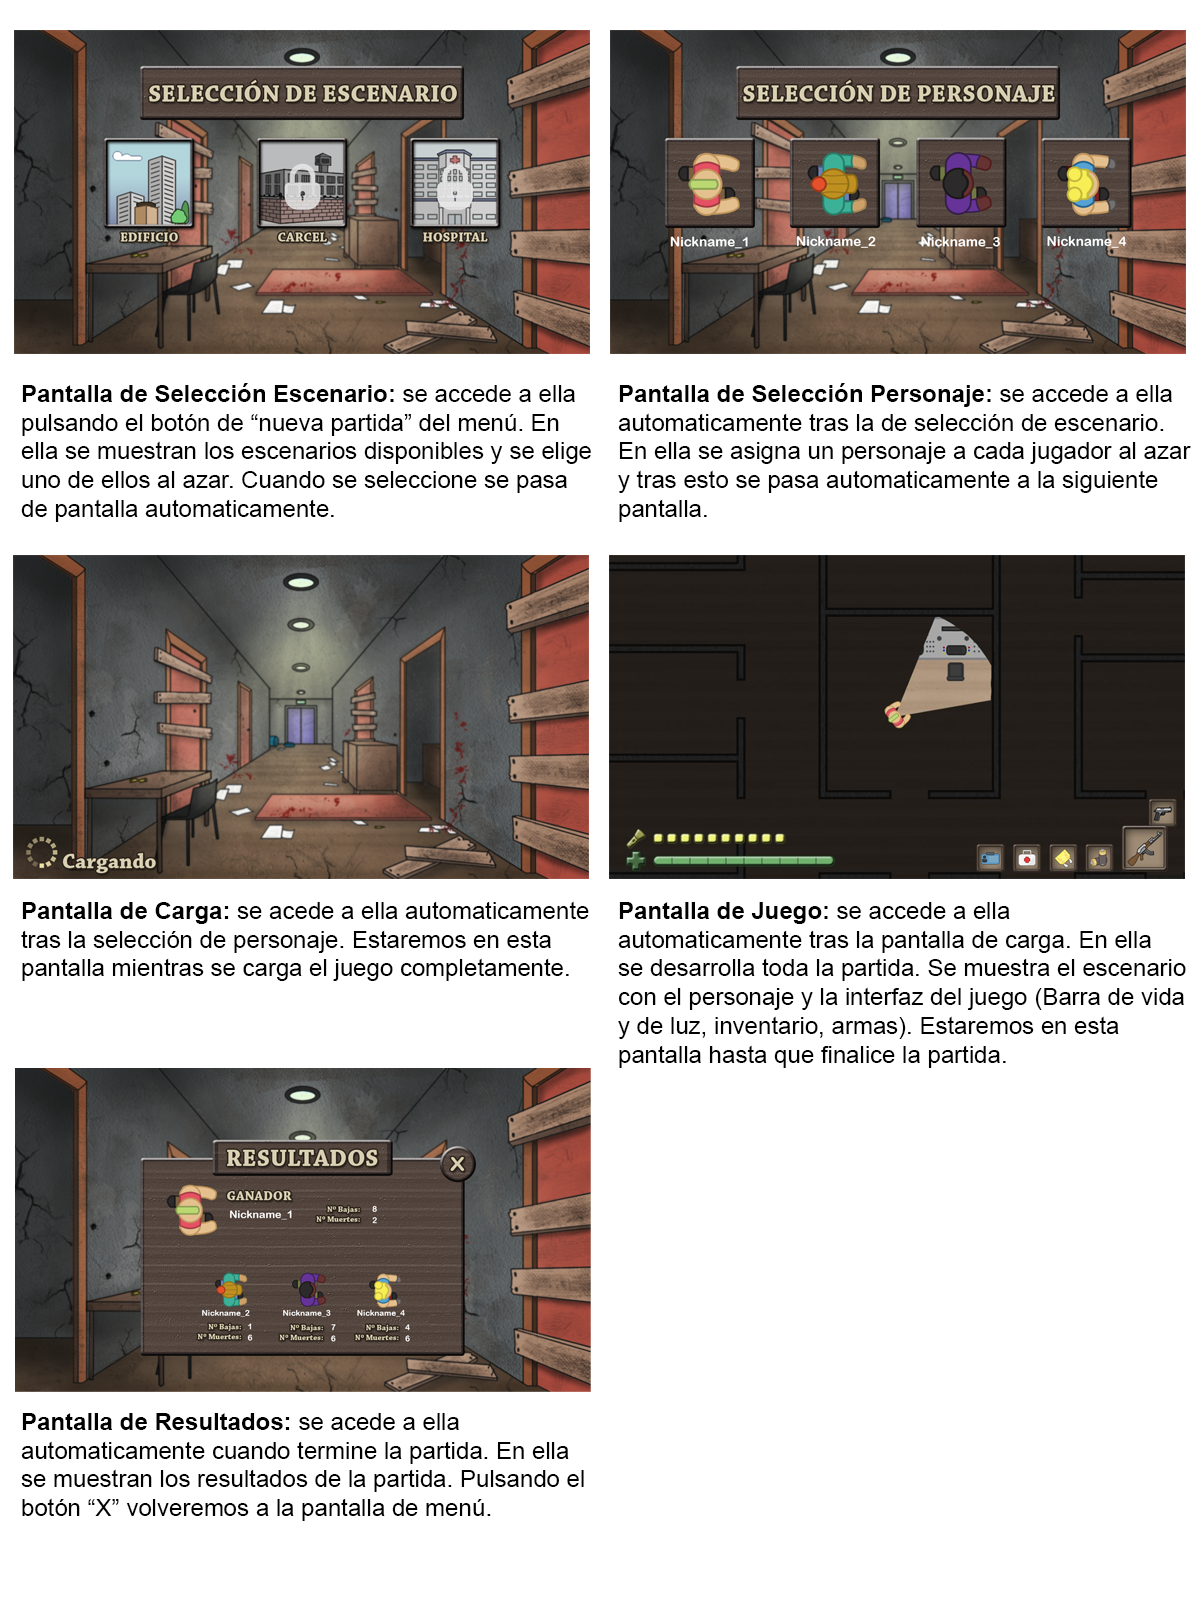 SELECCIÓN DE ESCENARIO
EDIFICIO
CARCEL
HOSPITAL
SELECCIÓN DE PERSONAJE
Nickname_1
Nickname_2
Nickname_3
Nickname_4
Pantalla de Selección Escenario: se accede a ella
pulsando el botón de “nueva partida” del menú. En
ella se muestran los escenarios disponibles y se elige
uno de ellos al azar. Cuando se seleccione se pasa
de pantalla automaticamente.
Pantalla de Selección Personaje: se accede a ella
automaticamente tras la de selección de escenario.
En ella se asigna un personaje a cada jugador al azar
y tras esto se pasa automaticamente a la siguiente
pantalla.
Cargando
Pantalla de Carga: se acede a ella automaticamente
tras la selección de personaje. Estaremos en esta
pantalla mientras se carga el juego completamente.
Pantalla de Juego: se accede a ella
automaticamente tras la pantalla de carga. En ella
se desarrolla toda la partida. Se muestra el escenario
con el personaje y la interfaz del juego (Barra de vida
y de luz, inventario, armas). Estaremos en esta
pantalla hasta que finalice la partida.
RESULTADOS
X
GANADOR
Nickname_1
Nº Bajas: 8
Nº Muertes: 2
Nickname_2
Nº Bajas: 1
Nº Muertes: 6
Nickname_3
Nº Bajas: 7
Nº Muertes: 6
Nickname_4
Nº Bajas: 4
Nº Muertes: 6
Pantalla de Resultados: se acede a ella
automaticamente cuando termine la partida. En ella
se muestran los resultados de la partida. Pulsando el
botón “X” volveremos a la pantalla de menú.